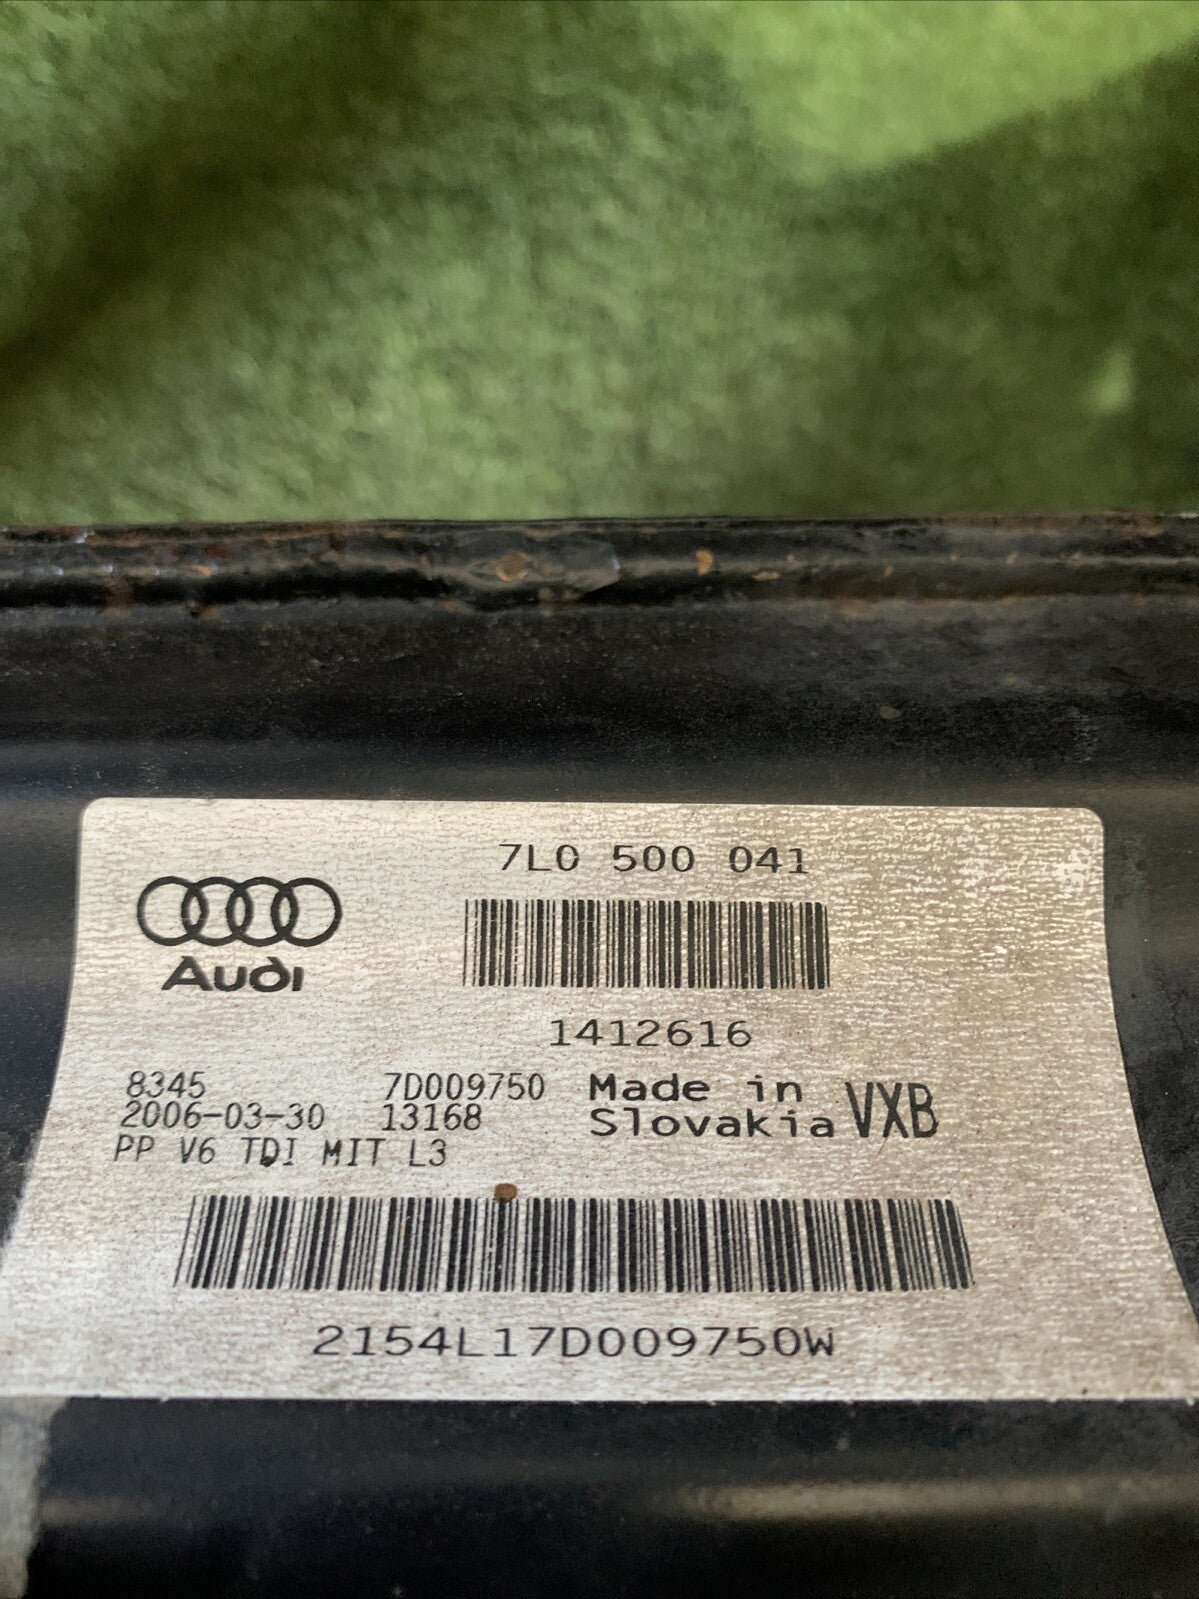 7L0 500 041
Audi
1412616
8345 7D009750 Made in VXB
2006-03-30 13168 Slovakia
PP V6 TDI MIT L3
2154L17D009750W